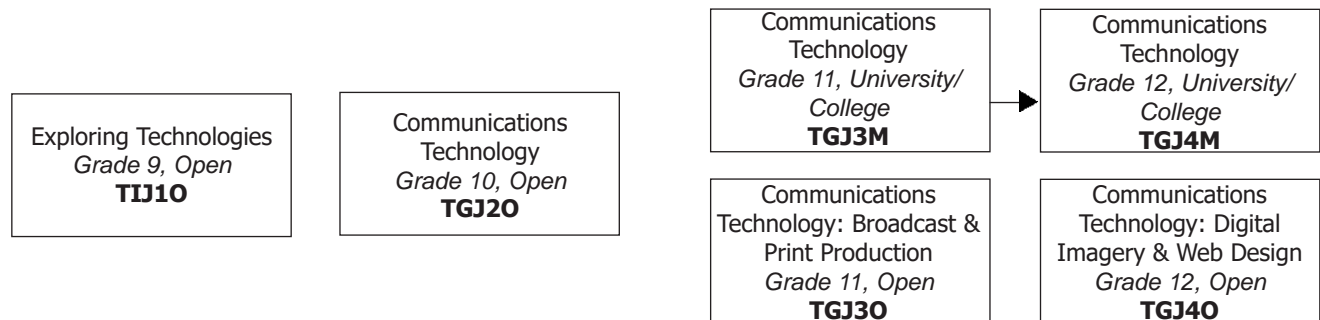 Exploring Technologies
Grade 9, Open
TIJ1O
Communications
Technology
Grade 10, Open
TGJ2O
Communications
Technology
Grade 11, University/
College
TGJ3M
Communications
Technology
Grade 12, University/
College
TGJ4M
Communications
Technology: Broadcast &
Print Production
Grade 11, Open
TGJ3O
Communications
Technology: Digital
Imagery & Web Design
Grade 12, Open
TGJ4O